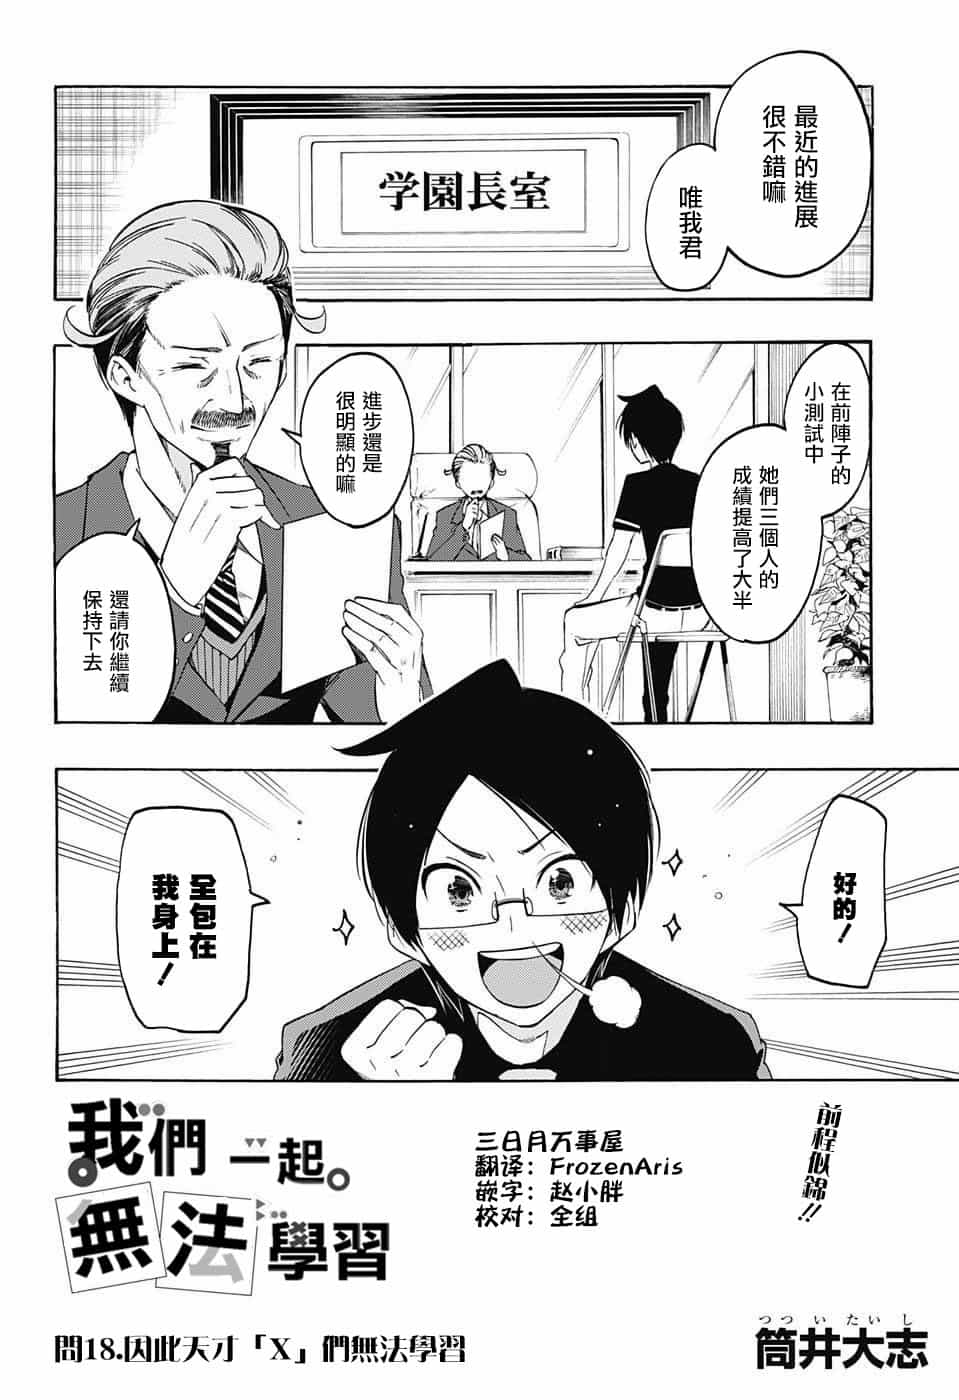 最近的進展
很不錯嘛
唯我君
学園長室
在前陣子的
小測試中
她們三個人的
成績提高了大半
進步還是
很明顯的嘛
還請你繼續
保持下去
好的！
全包在
我身上！
前程似錦!!
我們一起。
無法學習
三日月万事屋
翻译：FrozenAris
嵌字：赵小胖
校对：全组
問18.因此天才「X」們無法學習
つつ い たい し
筒井大志